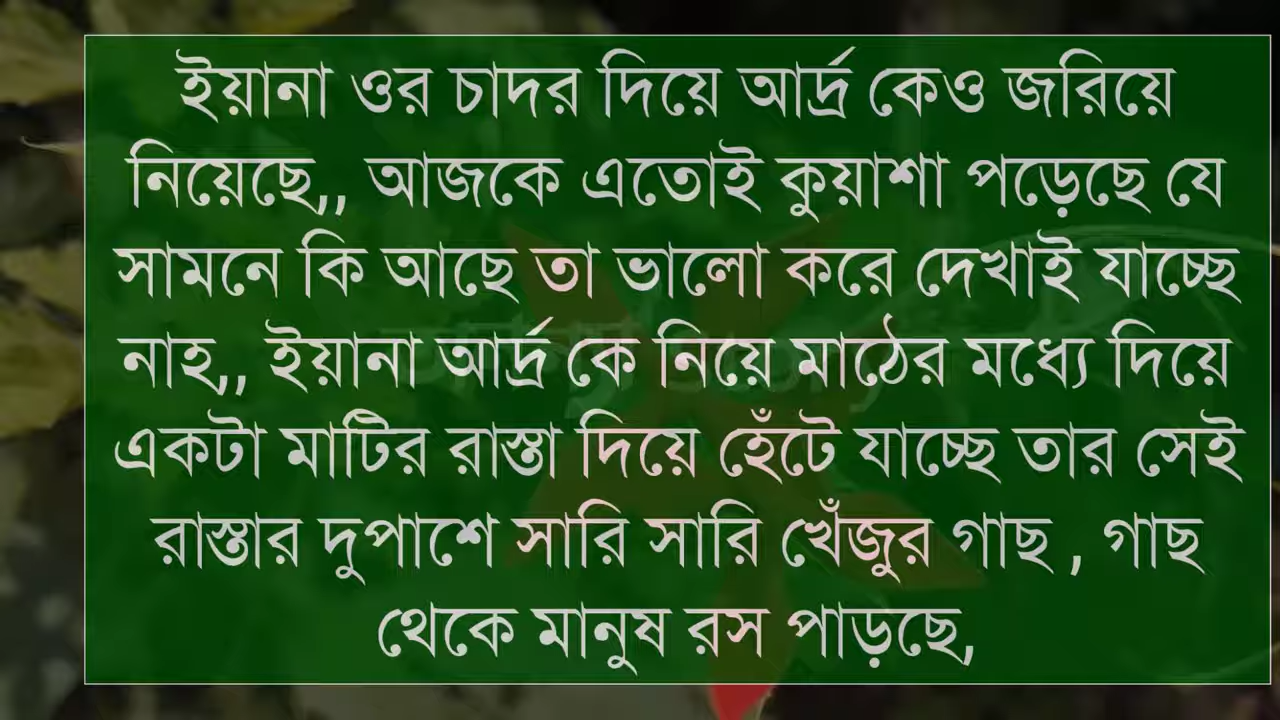 ইয়ানা ওর চাদর দিয়ে আর্দ্র কেও জরিয়ে
নিয়েছে,, আজকে এতোই কুয়াশা পড়েছে যে
সামনে কি আছে তা ভালো করে দেখাই যাচ্ছে
নাহ,, ইয়ানা আর্দ্র কে নিয়ে মাঠের মধ্যে দিয়ে
একটা মাটির রাস্তা দিয়ে হেঁটে যাচ্ছে তার সেই
রাস্তার দুপাশে সারি সারি খেঁজুর গাছ , গাছ
থেকে মানুষ রস পাড়ছে,